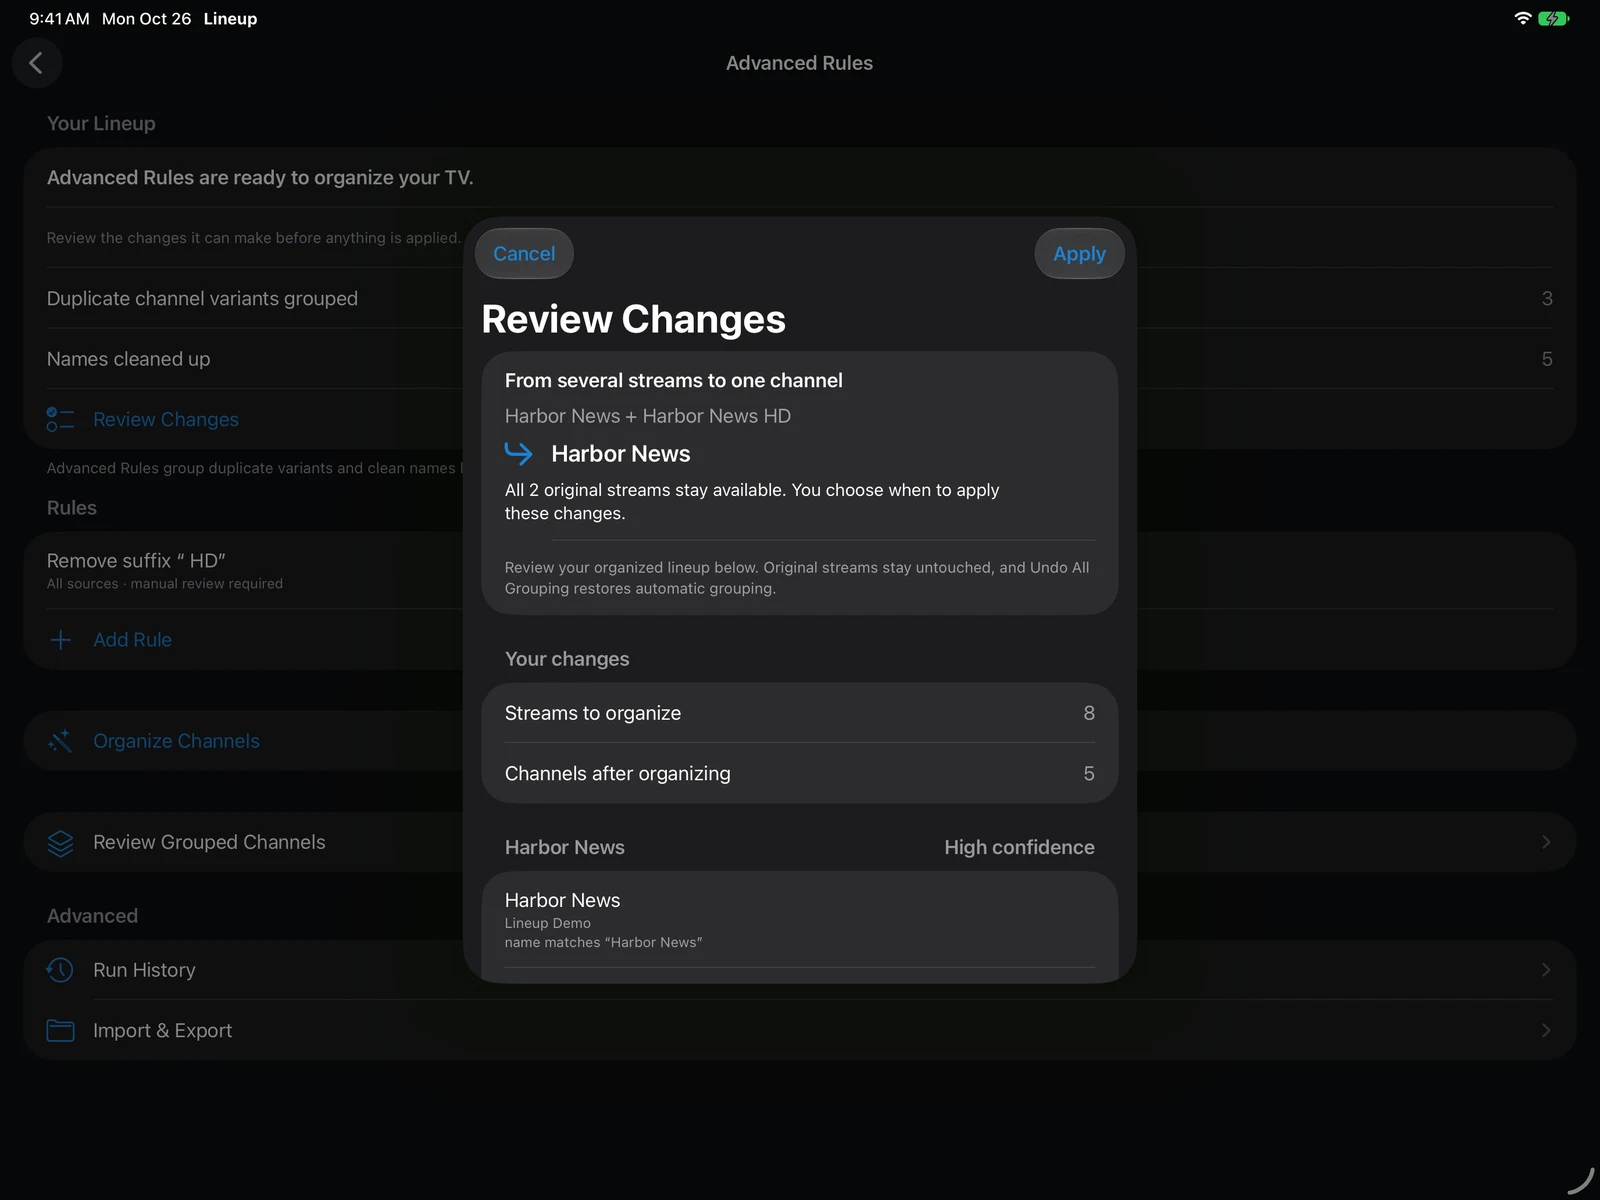 9:41 AM Mon Oct 26 Lineup
Advanced Rules
Your Lineup
Advanced Rules are ready to organize your TV.
Review the changes it can make before anything is applied.
Duplicate channel variants grouped
3
Names cleaned up
5
Review Changes
Advanced Rules group duplicate variants and clean names
Rules
Remove suffix “ HD”
All sources · manual review required
Add Rule
Organize Channels
Review Grouped Channels
Advanced
Run History
Import & Export
Cancel
Apply
Review Changes
From several streams to one channel
Harbor News + Harbor News HD
Harbor News
All 2 original streams stay available. You choose when to apply
these changes.
Review your organized lineup below. Original streams stay untouched, and Undo All
Grouping restores automatic grouping.
Your changes
Streams to organize
8
Channels after organizing
5
Harbor News
High confidence
Harbor News
Lineup Demo
name matches “Harbor News”